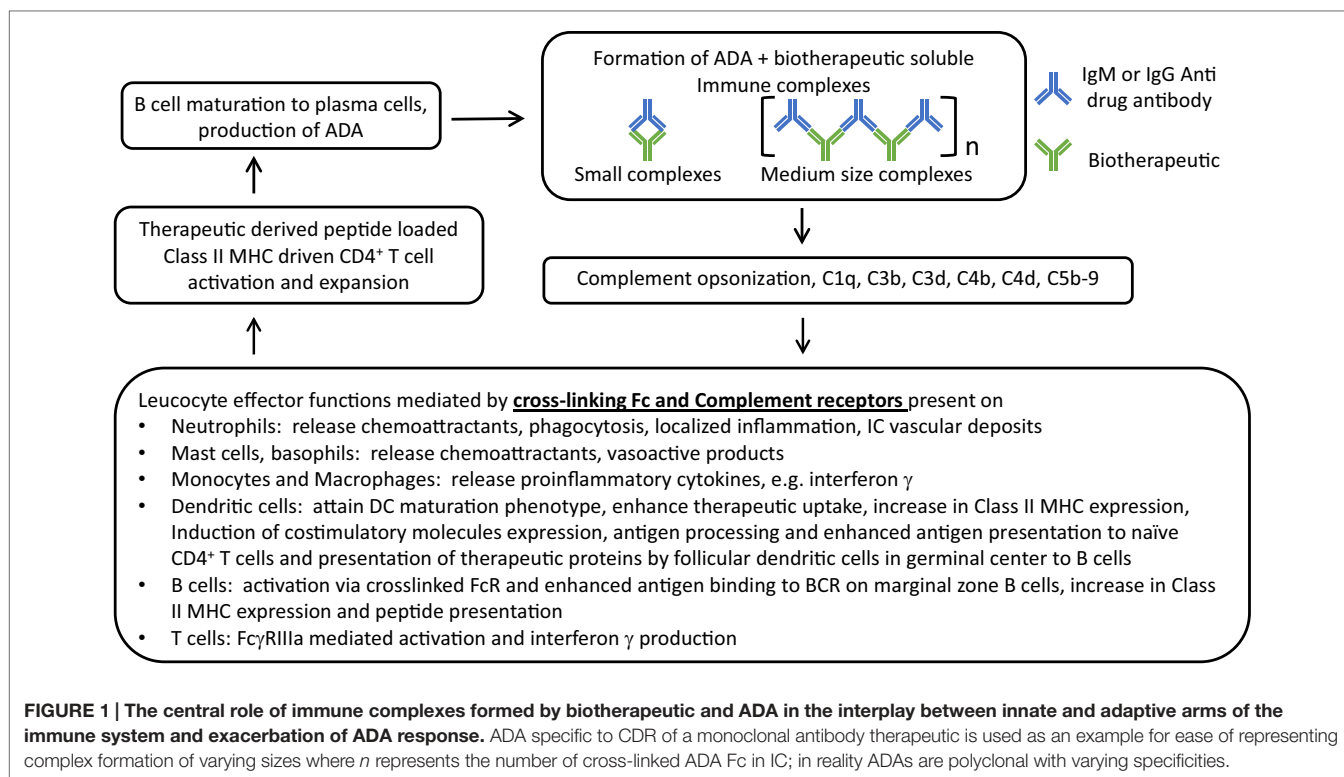 B cell maturation to plasma cells,
production of ADA
Formation of ADA + biotherapeutic soluble
Immune complexes
n
Small complexes
Medium size complexes
IgM or IgG Anti
drug antibody
Biotherapeutic
Therapeutic derived peptide loaded
Class II MHC driven CD4⁺ T cell
activation and expansion
Complement opsonization, C1q, C3b, C3d, C4b, C4d, C5b-9
Leucocyte effector functions mediated by cross-linking Fc and Complement receptors present on
• Neutrophils: release chemoattractants, phagocytosis, localized inflammation, IC vascular deposits
• Mast cells, basophils: release chemoattractants, vasoactive products
• Monocytes and Macrophages: release proinflammatory cytokines, e.g. interferon γ
• Dendritic cells: attain DC maturation phenotype, enhance therapeutic uptake, increase in Class II MHC expression,
Induction of costimulatory molecules expression, antigen processing and enhanced antigen presentation to naïve
CD4⁺ T cells and presentation of therapeutic proteins by follicular dendritic cells in germinal center to B cells
• B cells: activation via crosslinked FcR and enhanced antigen binding to BCR on marginal zone B cells, increase in Class
II MHC expression and peptide presentation
• T cells: FcγRIIIa mediated activation and interferon γ production
FIGURE 1 | The central role of immune complexes formed by biotherapeutic and ADA in the interplay between innate and adaptive arms of the
immune system and exacerbation of ADA response. ADA specific to CDR of a monoclonal antibody therapeutic is used as an example for ease of representing
complex formation of varying sizes where n represents the number of cross-linked ADA Fc in IC; in reality ADAs are polyclonal with varying specificities.